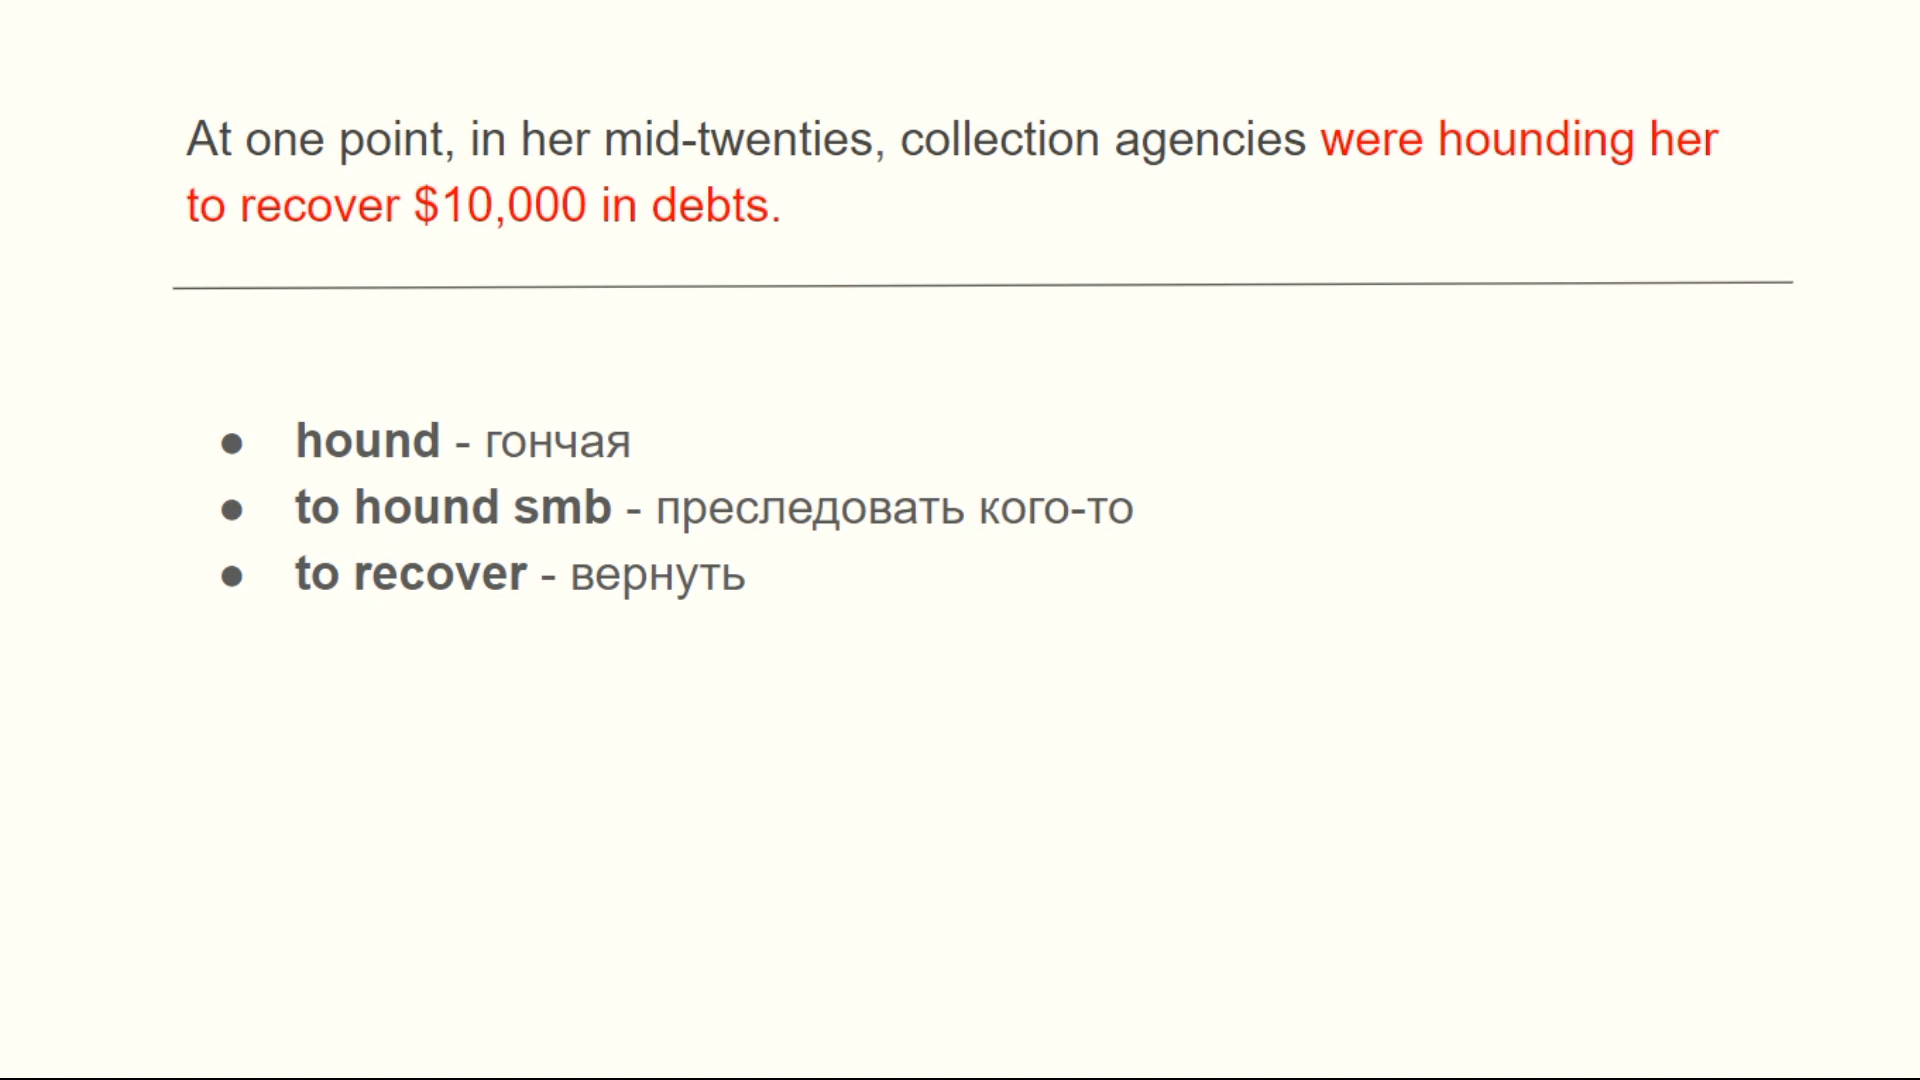 At one point, in her mid-twenties, collection agencies were hounding her
to recover $10,000 in debts.
● hound - гончая
● to hound smb - преследовать кого-то
● to recover - вернуть